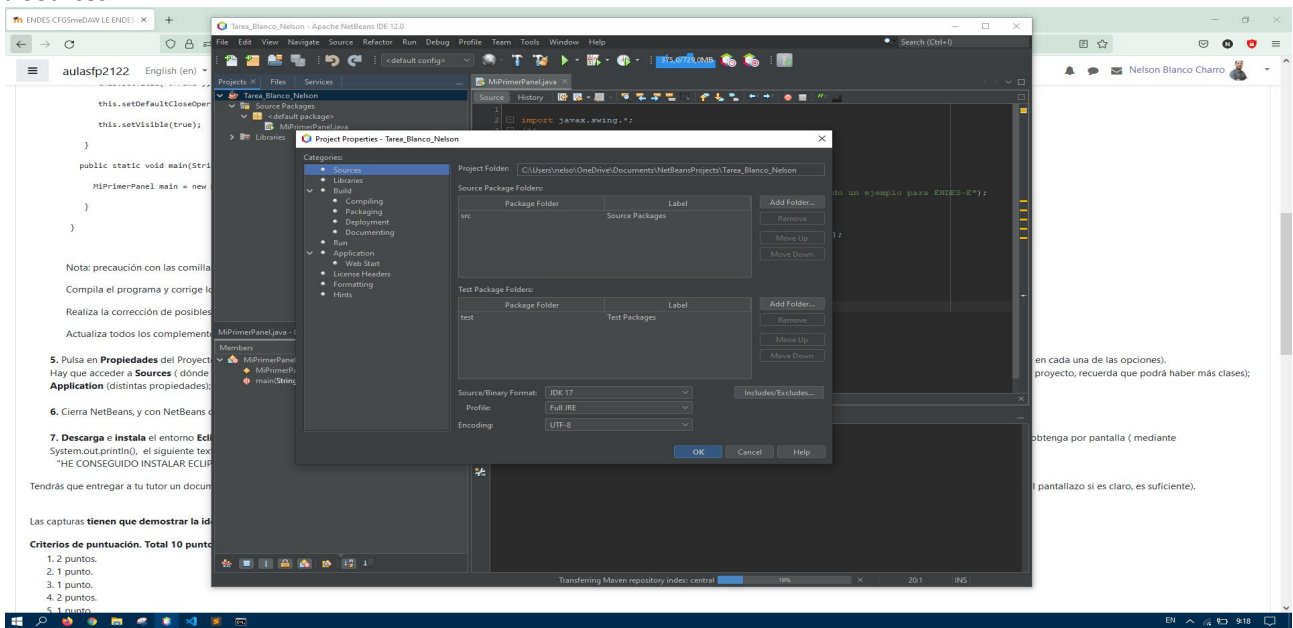 ENDES CFGSmeDAW LE ENDES × +
Tarea_Blanco_Nelson - Apache NetBeans IDE 12.0
File Edit View Navigate Source Refactor Run Debug Profile Team Tools Window Help
Search (Ctrl+I)
<default config>
375,0/729,0MB
aulasfp2122 English (en)
Nelson Blanco Charro
Projects × Files Services
MiPrimerPanel.java ×
Source History
Tarea_Blanco_Nelson
Source Packages
<default package>
MiPrimerPanel.java
Libraries
1
2 import javax.swing.*;
this.setDefaultCloseOper
this.setVisible(true);
}
public static void main(Stri
MiPrimerPanel main = new
}
}
Nota: precaución con las comilla
Compila el programa y corrige lo
Realiza la corrección de posibles
Actualiza todos los complemento
do un ejemplo para ENDES-E");
);
Project Properties - Tarea_Blanco_Nelson
Categories:
Sources
Libraries
Build
Compiling
Packaging
Deployment
Documenting
Run
Application
Web Start
License Headers
Formatting
Hints
Project Folder: C:\Users\nelso\OneDrive\Documents\NetBeansProjects\Tarea_Blanco_Nelson
Source Package Folders:
Package Folder Label
src Source Packages
Add Folder...
Remove
Move Up
Move Down
Test Package Folders:
Package Folder Label
test Test Packages
Add Folder...
Remove
Move Up
Move Down
Source/Binary Format: JDK 17
Includes/Excludes...
Profile: Full JRE
Encoding: UTF-8
OK Cancel Help
MiPrimerPanel.java -
Members
MiPrimerPanel
MiPrimerPa
main(String
5. Pulsa en Propiedades del Proyect
en cada una de las opciones).
Hay que acceder a Sources ( dónde
proyecto, recuerda que podrá haber más clases);
Application (distintas propiedades);
6. Cierra NetBeans, y con NetBeans c
7. Descarga e instala el entorno Ecli
obtenga por pantalla ( mediante
System.out.println(), el siguiente tex
"HE CONSEGUIDO INSTALAR ECLIP
Tendrás que entregar a tu tutor un docum
l pantallazo si es claro, es suficiente).
Las capturas tienen que demostrar la id
Criterios de puntuación. Total 10 punto
1. 2 puntos.
2. 1 punto.
3. 1 punto.
4. 2 puntos.
5. 1 punto
Transferring Maven repository index: central 19% 20:1 INS
EN 9:18